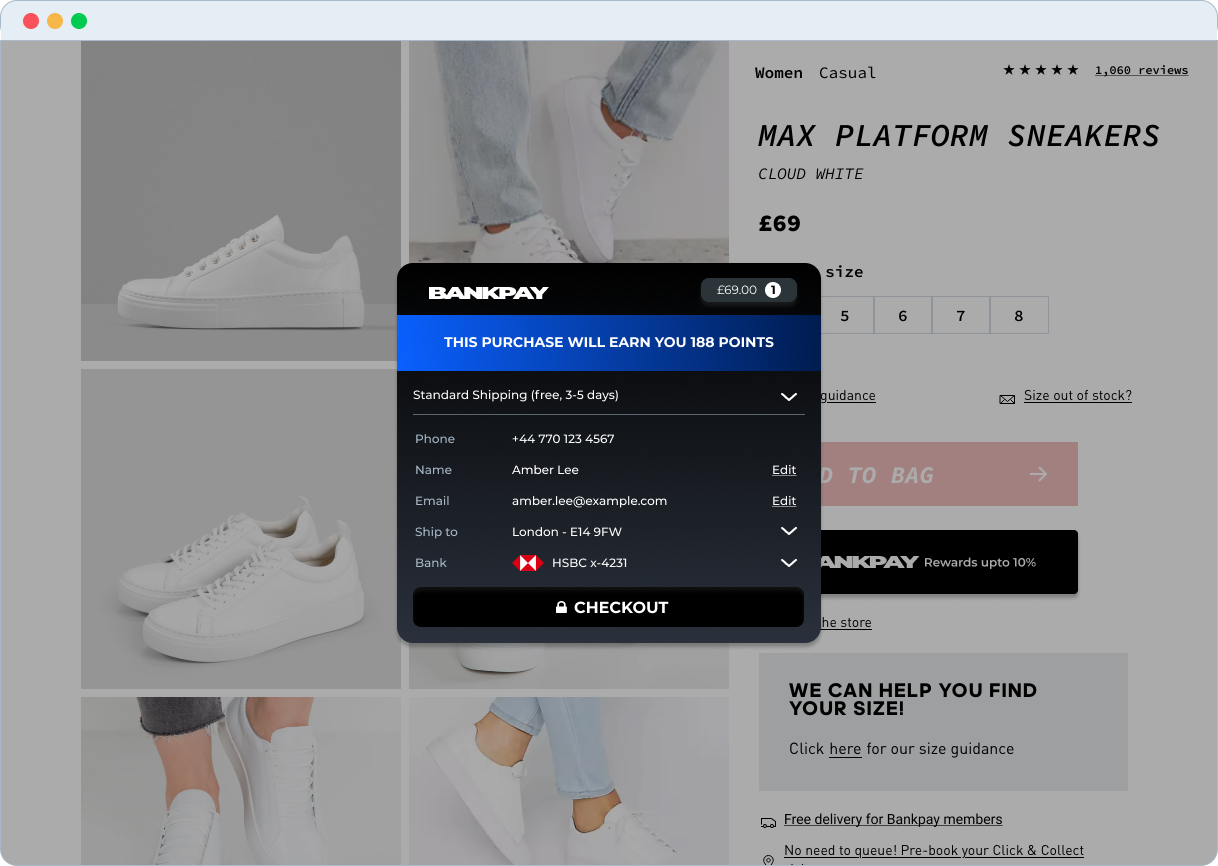 Women Casual ★★★★★ 1,060 reviews
MAX PLATFORM SNEAKERS
CLOUD WHITE
£69
size
5 6 7 8
guidance
Size out of stock?
D TO BAG
ANKPAY Rewards upto 10%
he store
WE CAN HELP YOU FIND
YOUR SIZE!
Click here for our size guidance
Free delivery for Bankpay members
No need to queue! Pre-book your Click & Collect
BANKPAY £69.00 1
THIS PURCHASE WILL EARN YOU 188 POINTS
Standard Shipping (free, 3-5 days)
Phone +44 770 123 4567
Name Amber Lee Edit
Email amber.lee@example.com Edit
Ship to London - E14 9FW
Bank HSBC x-4231
CHECKOUT